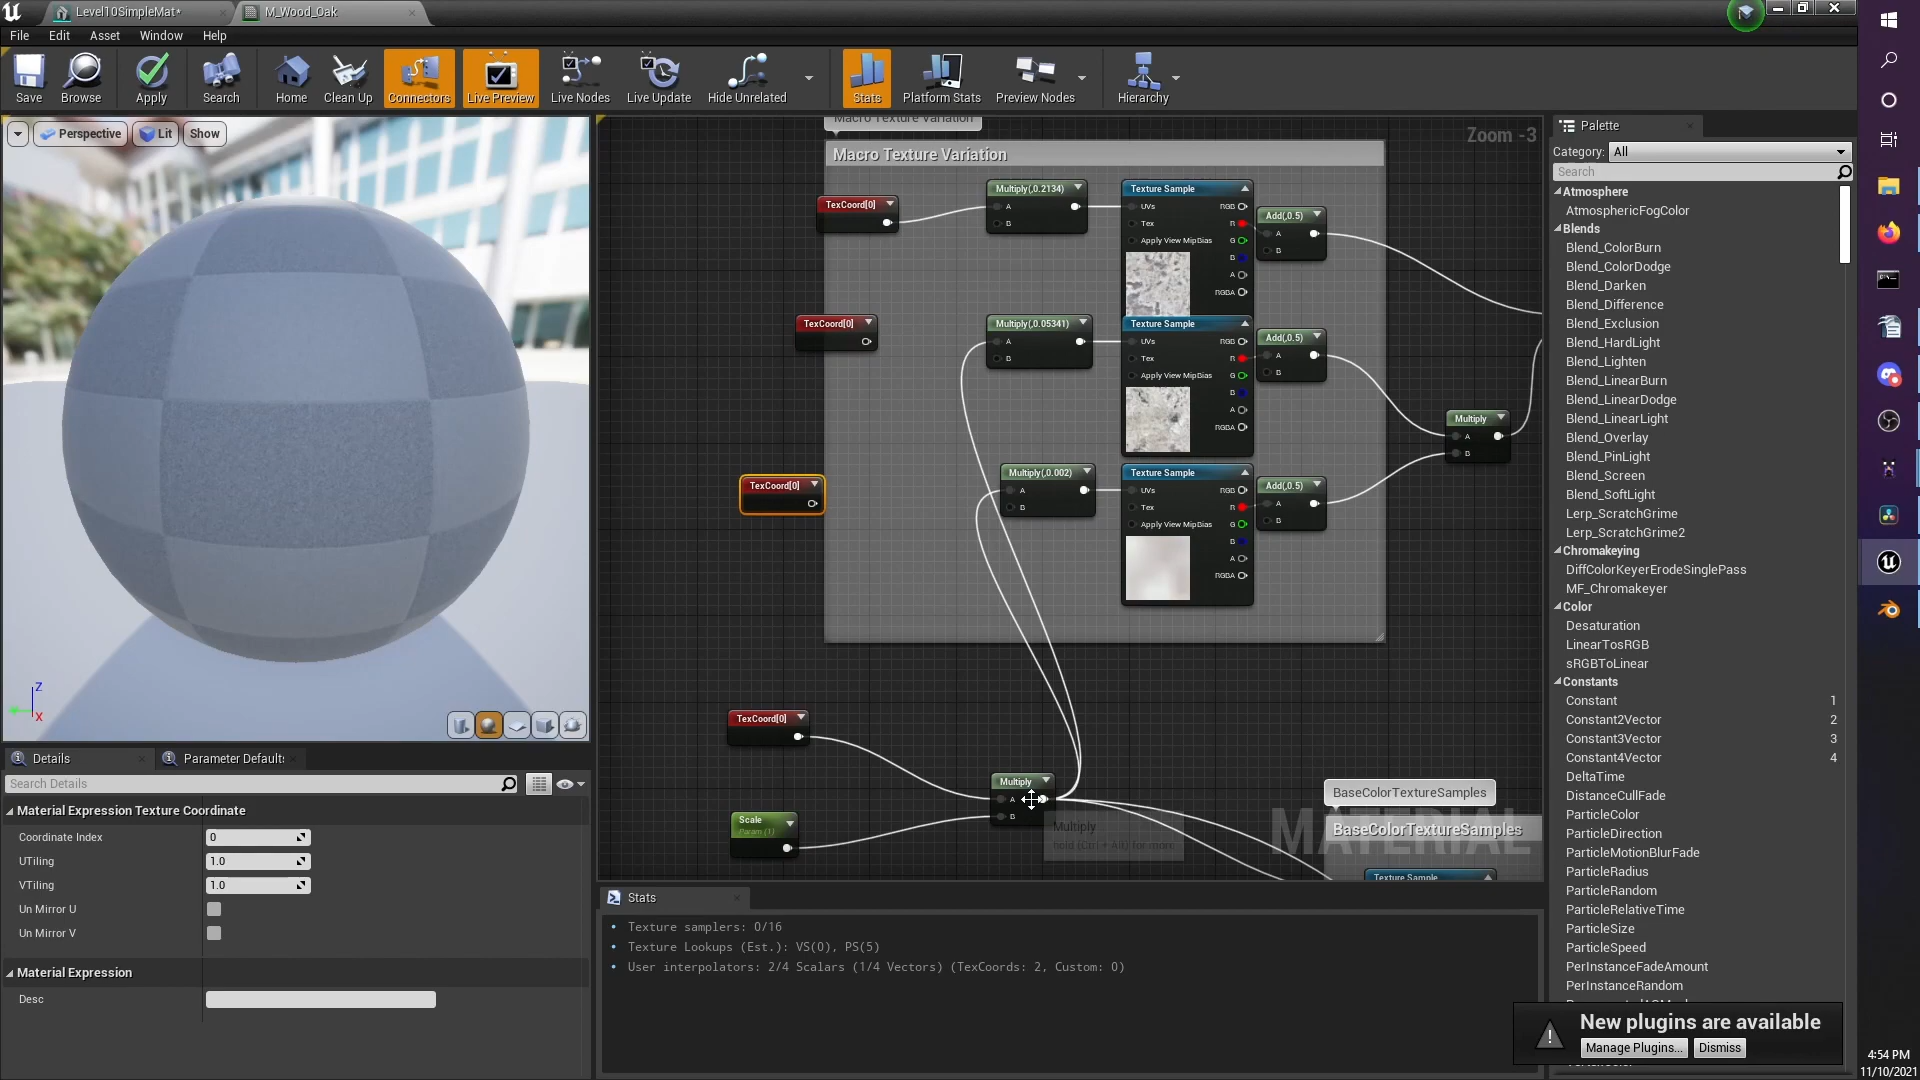 Level10SimpleMat*
M_Wood_Oak
File Edit Asset Window Help
Save Browse Apply Search Home Clean Up Connectors Live Preview Live Nodes Live Update Hide Unrelated Stats Platform Stats Preview Nodes Hierarchy
Perspective Lit Show
Z
X
Details
Parameter Defaults
Search Details
Material Expression Texture Coordinate
Coordinate Index 0
UTiling 1.0
VTiling 1.0
Un Mirror U
Un Mirror V
Material Expression
Desc
Macro Texture Variation
Zoom -3
Macro Texture Variation
TexCoord[0]
Multiply(,0.2134)
A
B
Texture Sample
UVs RGB
Tex R
Apply View MipBias G
B
A
RGBA
Add(,0.5)
A
B
TexCoord[0]
Multiply(,0.05341)
A
B
Texture Sample
UVs RGB
Tex R
Apply View MipBias G
B
A
RGBA
Add(,0.5)
A
B
Multiply
A
B
TexCoord[0]
Multiply(,0.002)
A
B
Texture Sample
UVs RGB
Tex R
Apply View MipBias G
B
A
RGBA
Add(,0.5)
A
B
TexCoord[0]
Multiply
A
B
Scale
Param (1)
Multiply
hold (Ctrl + Alt) for more
BaseColorTextureSamples
BaseColorTextureSamples
MATERIAL
Texture Sample
Stats
Texture samplers: 0/16
Texture Lookups (Est.): VS(0), PS(5)
User interpolators: 2/4 Scalars (1/4 Vectors) (TexCoords: 2, Custom: 0)
Palette
Category: All
Search
Atmosphere
AtmosphericFogColor
Blends
Blend_ColorBurn
Blend_ColorDodge
Blend_Darken
Blend_Difference
Blend_Exclusion
Blend_HardLight
Blend_Lighten
Blend_LinearBurn
Blend_LinearDodge
Blend_LinearLight
Blend_Overlay
Blend_PinLight
Blend_Screen
Blend_SoftLight
Lerp_ScratchGrime
Lerp_ScratchGrime2
Chromakeying
DiffColorKeyerErodeSinglePass
MF_Chromakeyer
Color
Desaturation
LinearTosRGB
sRGBToLinear
Constants
Constant 1
Constant2Vector 2
Constant3Vector 3
Constant4Vector 4
DeltaTime
DistanceCullFade
ParticleColor
ParticleDirection
ParticleMotionBlurFade
ParticleRadius
ParticleRandom
ParticleRelativeTime
ParticleSize
ParticleSpeed
PerInstanceFadeAmount
PerInstanceRandom
New plugins are available
Manage Plugins... Dismiss
4:54 PM
11/10/2021